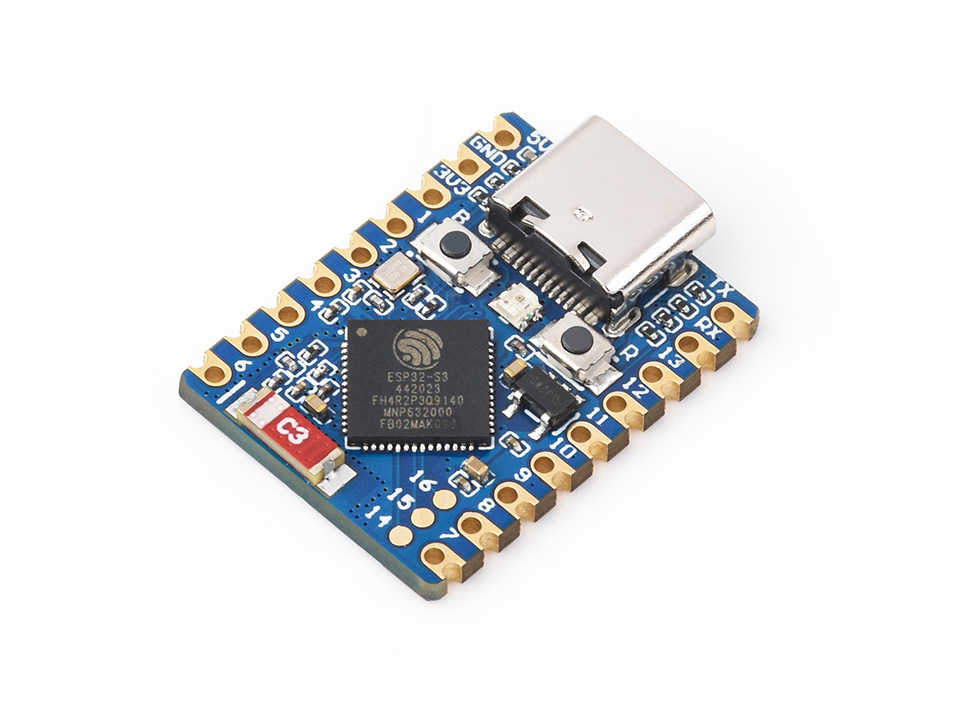 5V
GND
3V3
1
2
3
4
5
6
B
R
TX
RX
13
12
11
10
9
8
7
16
15
14
C3
ESP32-S3
442023
FH4R2P3Q9140
MNP632000